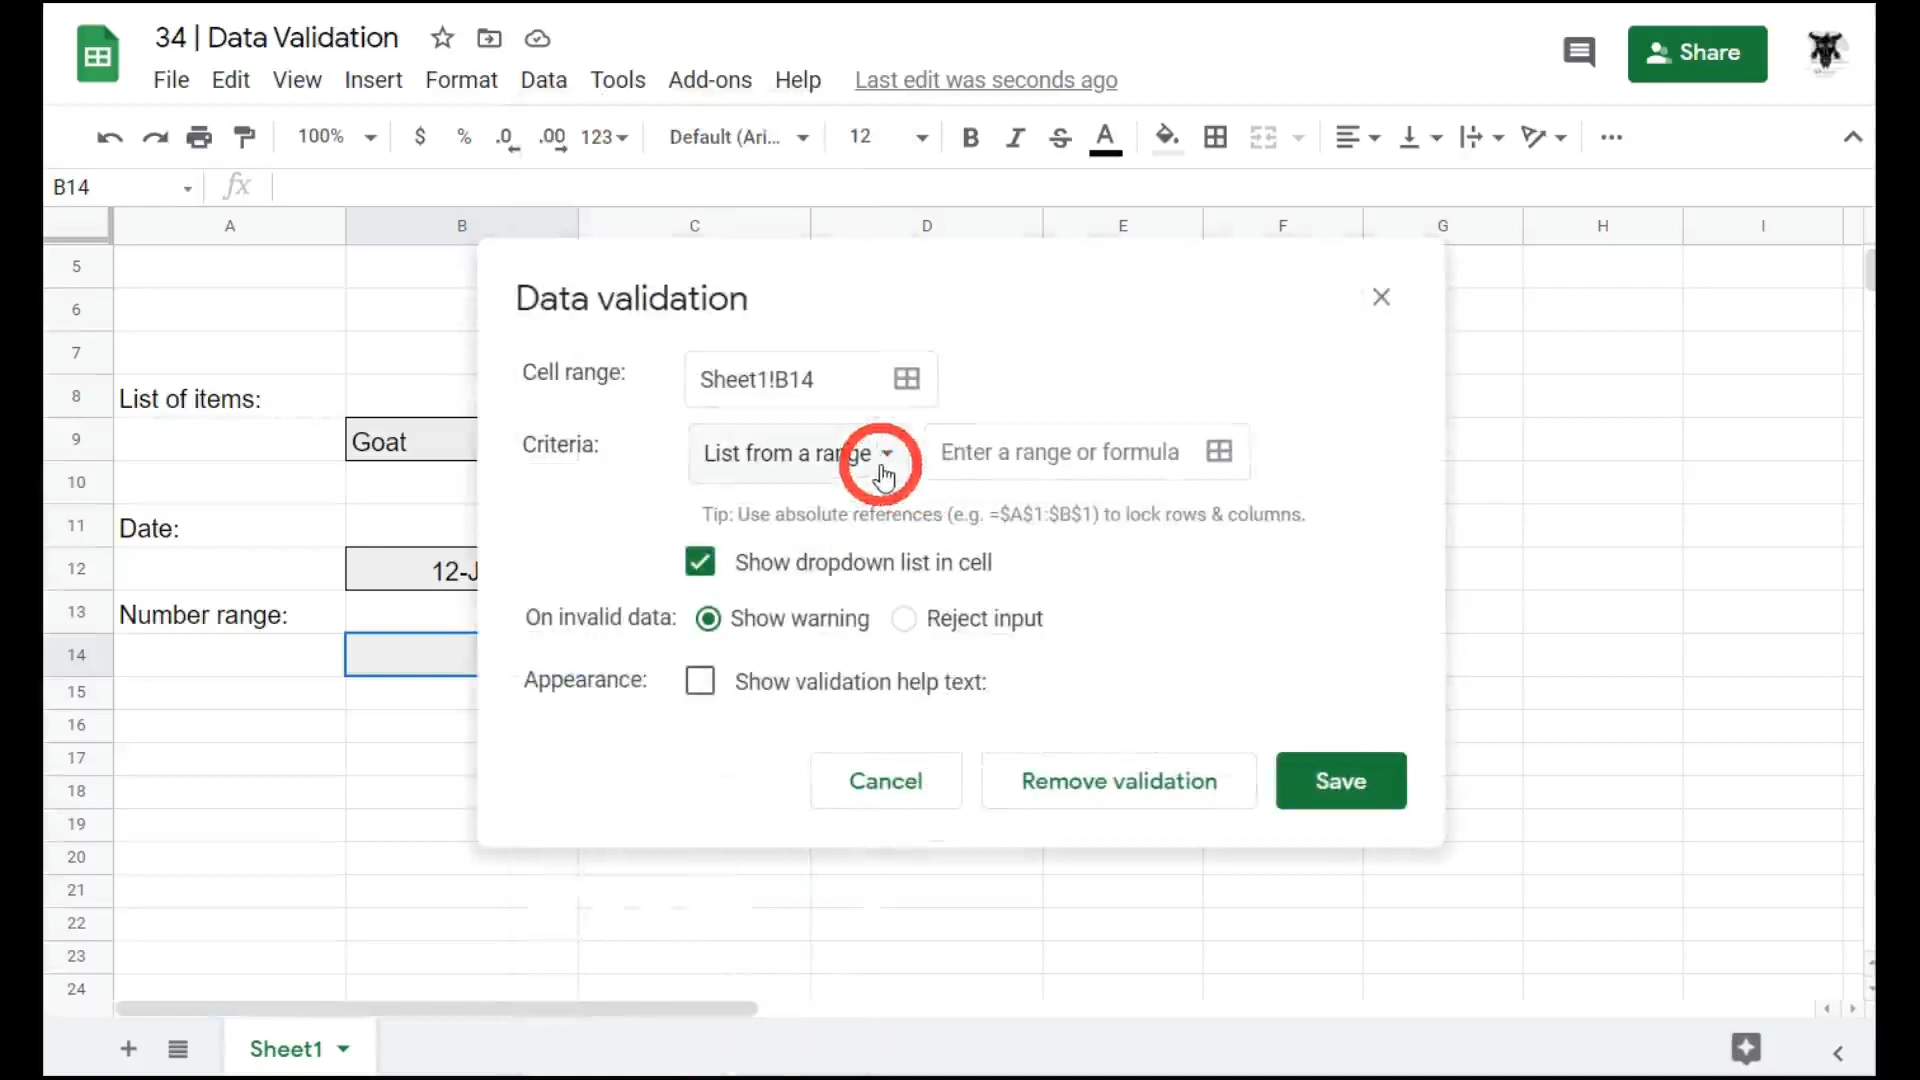 34 | Data Validation
Share
File Edit View Insert Format Data Tools Add-ons Help Last edit was seconds ago
100% $ % .0 .00 123 Default (Ari... 12 B I S A
B14 fx
A B C D E F G H I
5
Data validation
6
7
Cell range: Sheet1!B14
8 List of items:
Criteria: List from a range Enter a range or formula
9 Goat
10
Tip: Use absolute references (e.g. =$A$1:$B$1) to lock rows & columns.
11 Date:
Show dropdown list in cell
12 12-J
13 Number range:
On invalid data: Show warning Reject input
14
Appearance: Show validation help text:
15
16
17
Cancel Remove validation Save
18
19
20
21
22
23
24
Sheet1